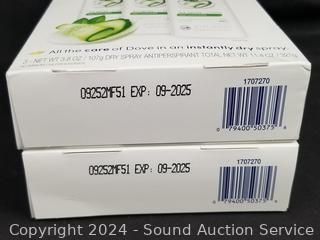 All the care of Dove in an instantly dry spray.
3 - NET WT 3.8 OZ / 107g DRY SPRAY ANTIPERSPIRANT TOTAL NET WT 11.4 OZ / 321g
1707270
09252MF51 EXP: 09-2025
79400 50375
1707270
09252MF51 EXP: 09-2025
79400 50375
Copyright 2024 - Sound Auction Service